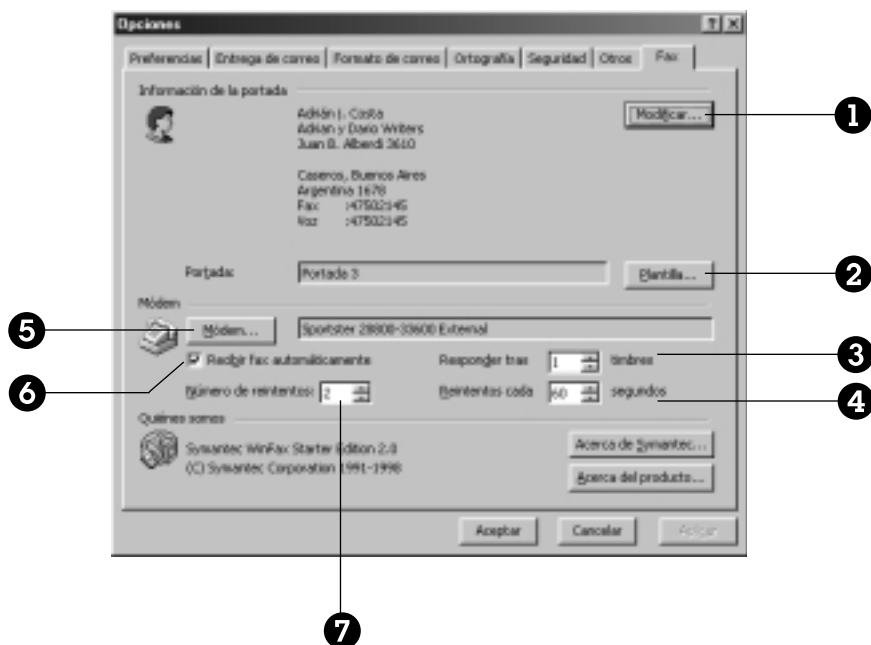 Opciones
Preferencias Entrega de correo Formato de correo Ortografía Seguridad Otros Fax
Información de la portada
Adrián J. Costa
Adrian y Dario Writers
Juan B. Alberdi 3610
Modificar...
1
Caseros, Buenos Aires
Argentina 1678
Fax :47502145
Voz :47502145
Portada: Portada 3 Plantilla... 2
Módem
5 Módem... Sportster 28800-33600 External
Recibir fax automáticamente Responder tras 1 timbres 3
6 Número de reintentos: 2 Reintentos cada 60 segundos 4
Quiénes somos
Symantec WinFax Starter Edition 2.0 Acerca de Symantec...
(C) Symantec Corporation 1991-1998
Acerca del producto...
Aceptar Cancelar Aplicar
7